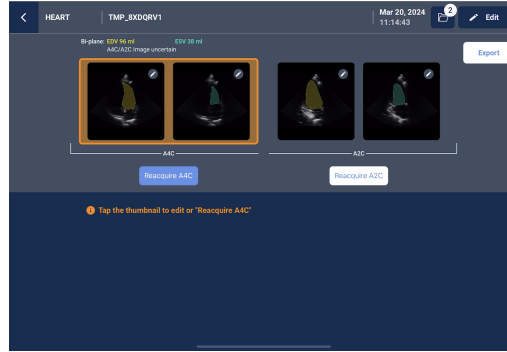 HEART
TMP_8XDQRV1
Mar 20, 2024
11:14:43
2
Edit
Bi-plane: EDV 96 ml ESV 38 ml
A4C/A2C Image uncertain
Export
A4C
A2C
Reacquire A4C
Reacquire A2C
Tap the thumbnail to edit or "Reacquire A4C"